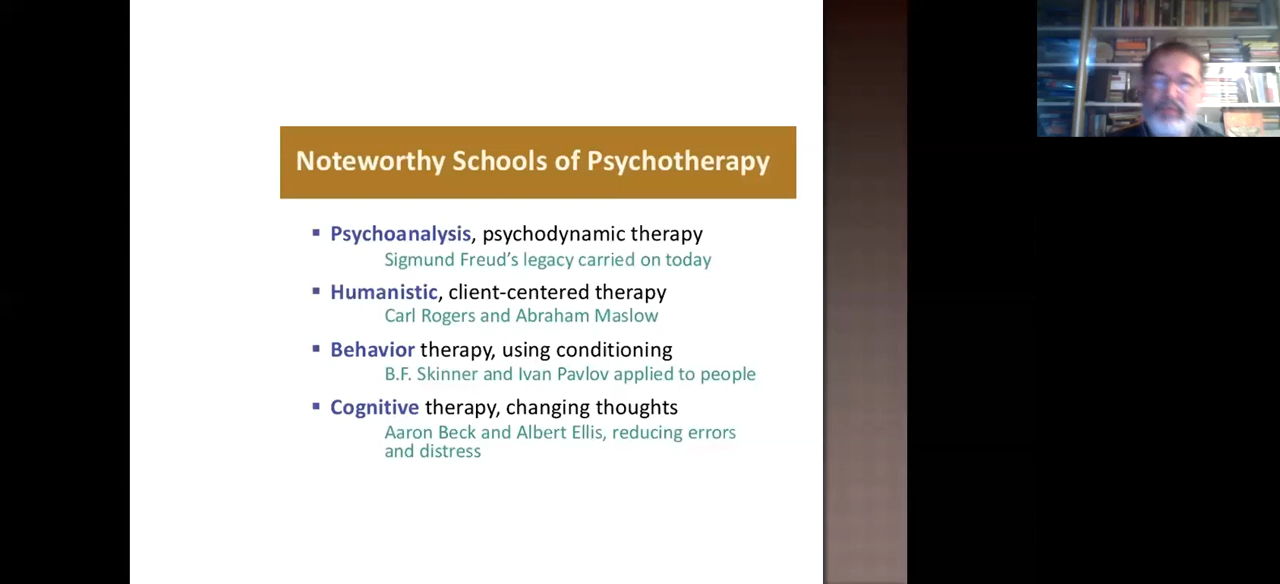 Noteworthy Schools of Psychotherapy
▪ Psychoanalysis, psychodynamic therapy
Sigmund Freud's legacy carried on today
▪ Humanistic, client-centered therapy
Carl Rogers and Abraham Maslow
▪ Behavior therapy, using conditioning
B.F. Skinner and Ivan Pavlov applied to people
▪ Cognitive therapy, changing thoughts
Aaron Beck and Albert Ellis, reducing errors
and distress